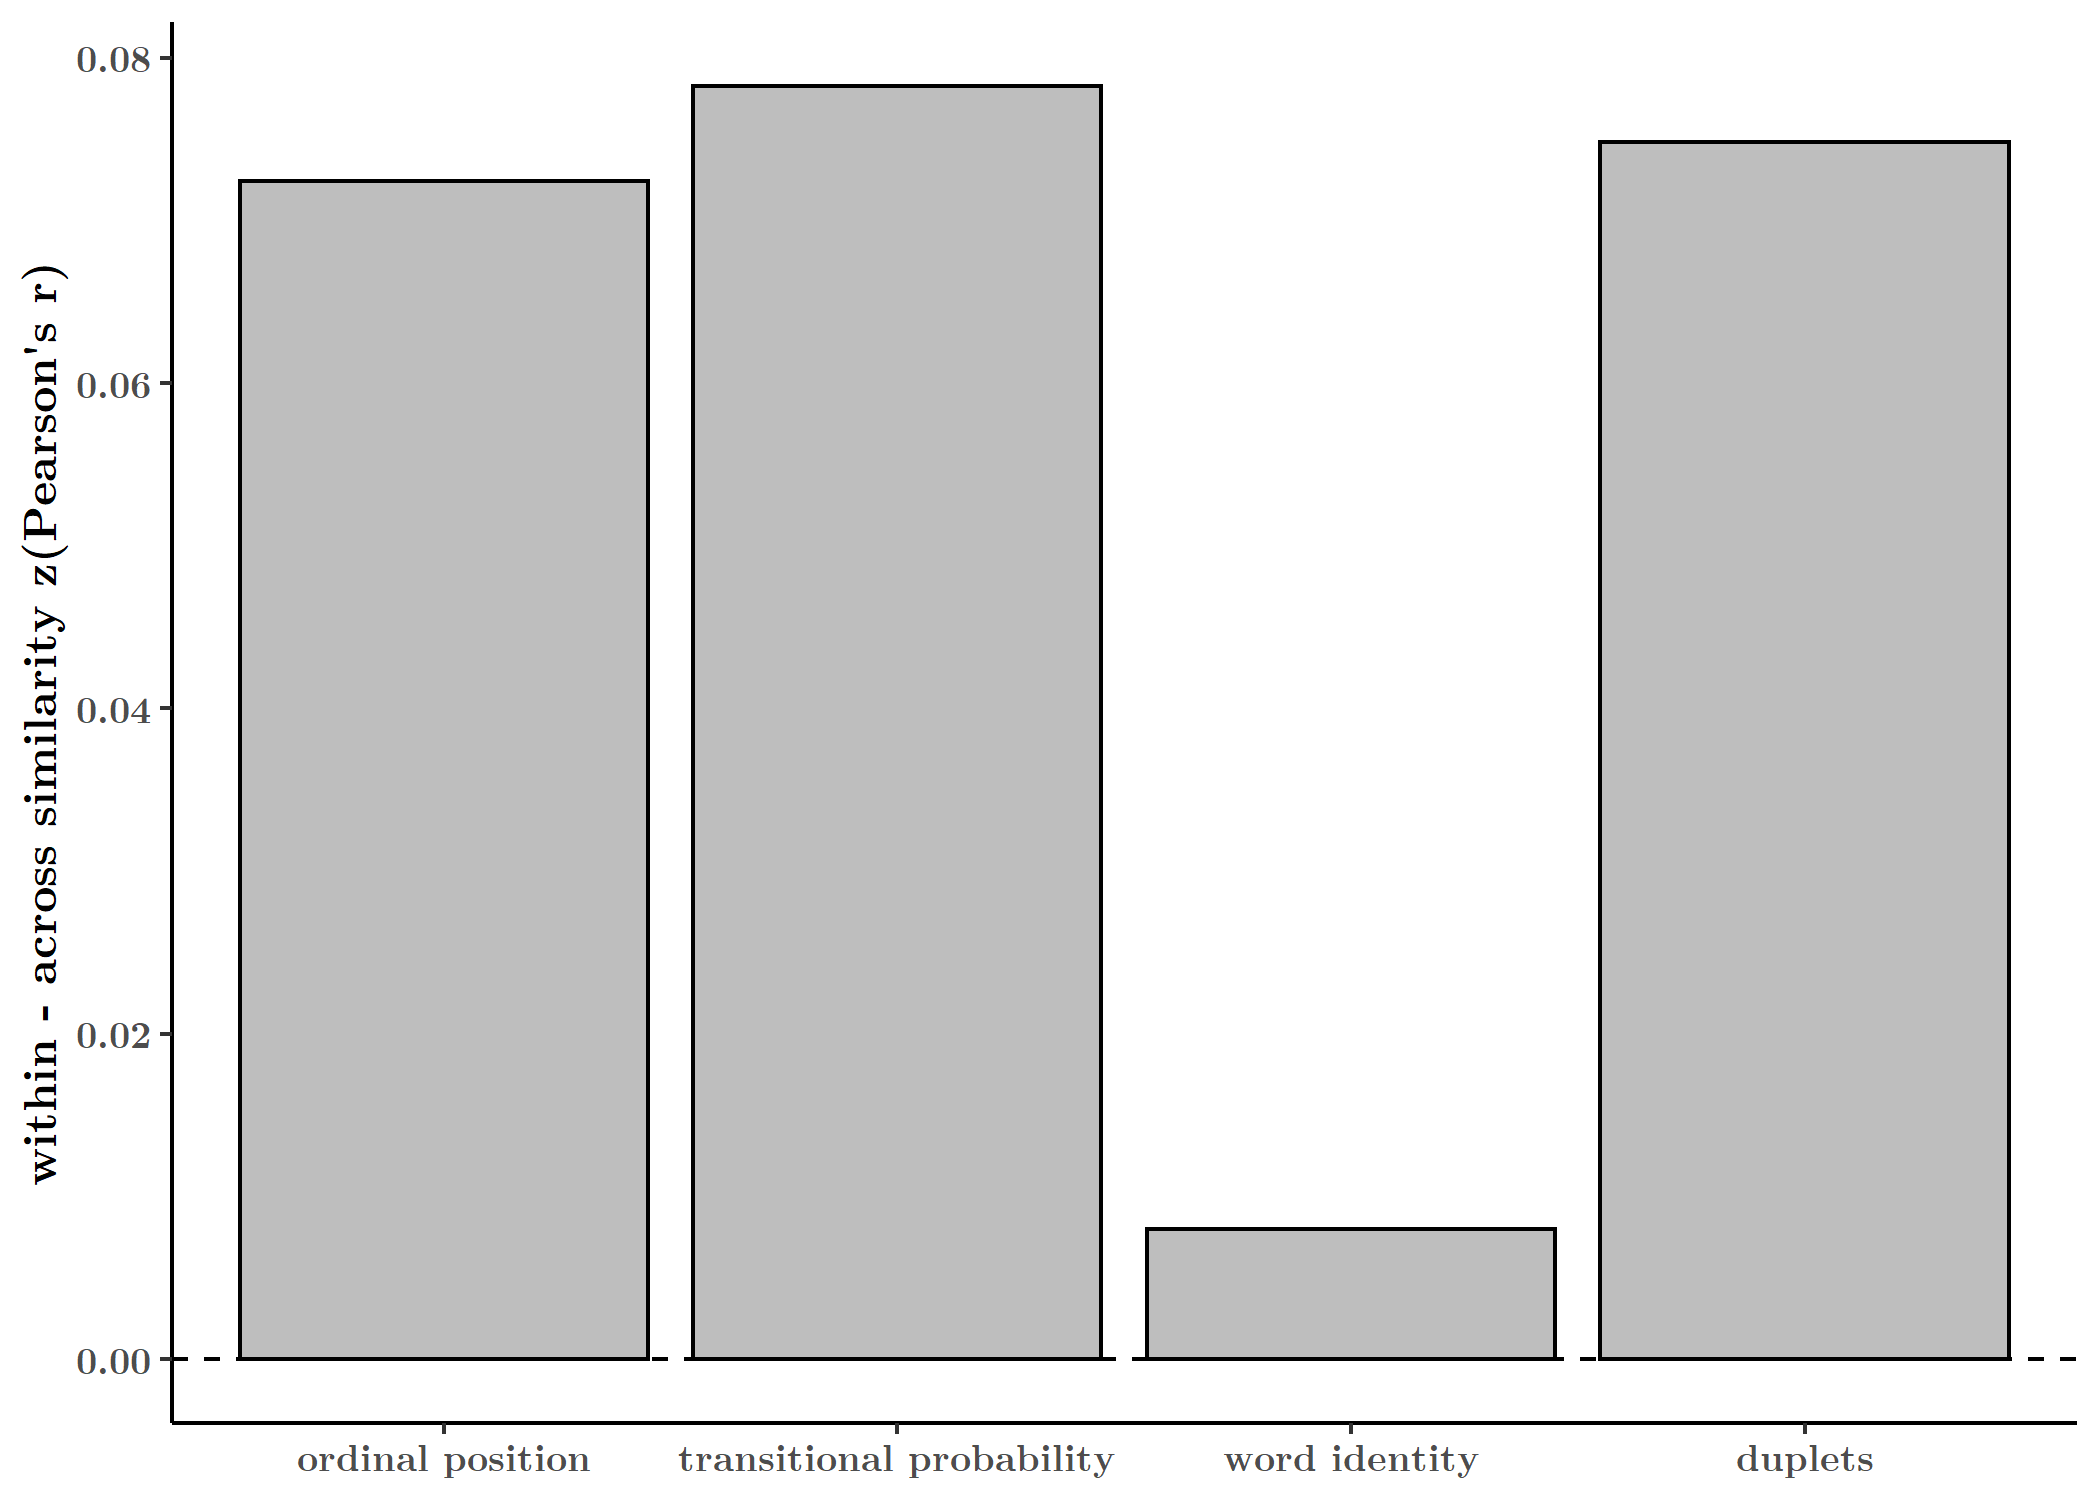 within - across similarity z(Pearson's r)
0.08
0.06
0.04
0.02
0.00
ordinal position
transitional probability
word identity
duplets